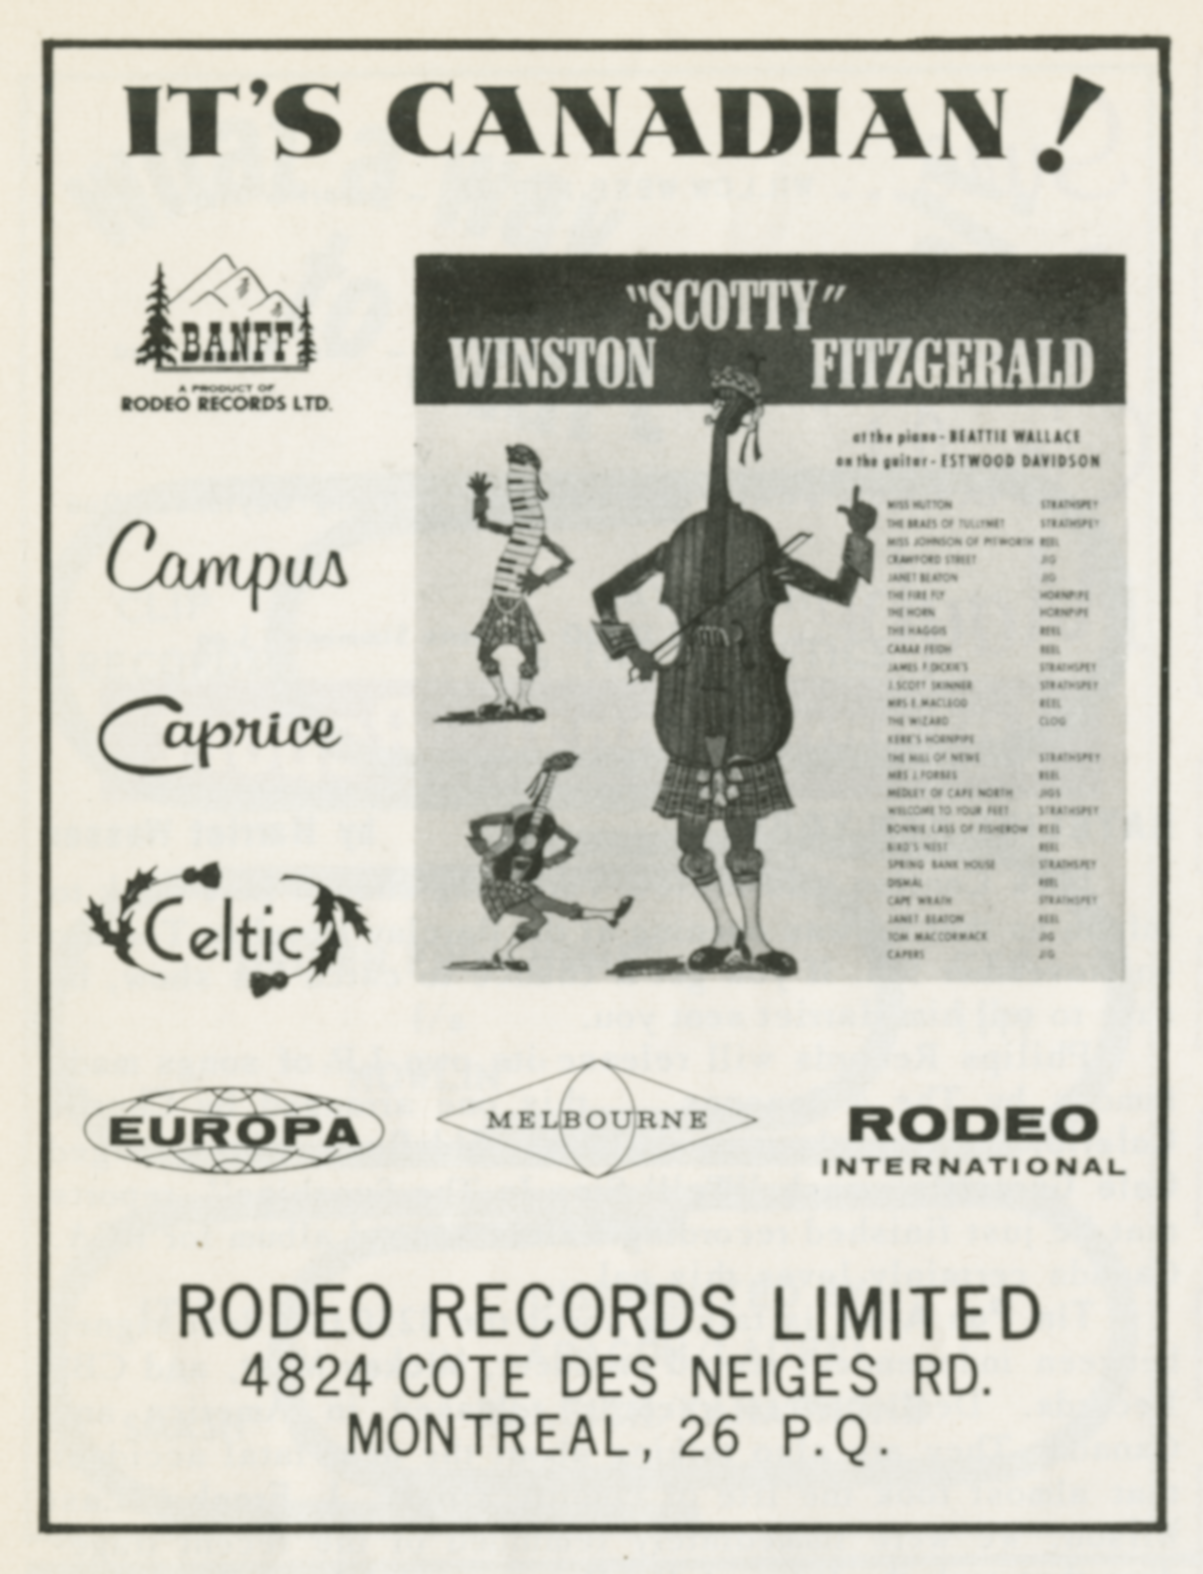 IT'S CANADIAN!
BANFF
A PRODUCT OF
RODEO RECORDS LTD.
Campus
Caprice
Celtic
"SCOTTY"
WINSTON FITZGERALD
at the piano - BEATTIE WALLACE
on the guitar - ESTWOOD DAVIDSON
MISS HUTTON STRATHSPEY
THE BRAES OF TULLYMET STRATHSPEY
MISS JOHNSON OF PITWORTH REEL
CRAWFORD STREET JIG
JANET BEATON JIG
THE FIRE FLY HORNPIPE
THE HORN HORNPIPE
THE HAGGIS REEL
CABAR FEIDH REEL
JAMES F. DICKIE'S STRATHSPEY
J. SCOTT SKINNER STRATHSPEY
MRS E. MACLEOD REEL
THE WIZARD CLOG
KERR'S HORNPIPE
THE MILL OF NEWE STRATHSPEY
MRS J. FORBES REEL
MEDLEY OF CAPE NORTH JIGS
WELCOME TO YOUR FEET STRATHSPEY
BONNIE LASS OF FISHEROW REEL
BIRD'S NEST REEL
SPRING BANK HOUSE STRATHSPEY
DISMAL REEL
CAPE WRATH STRATHSPEY
JANET BEATON REEL
TOM MACCORMACK JIG
CAPERS JIG
EUROPA
MELBOURNE
RODEO
INTERNATIONAL
RODEO RECORDS LIMITED
4824 COTE DES NEIGES RD.
MONTREAL, 26 P.Q.